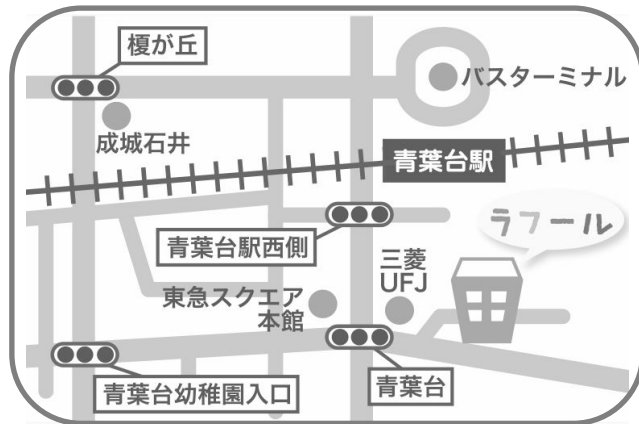 榎が丘
バスターミナル
成城石井
青葉台駅
ラフール
青葉台駅西側
三菱
UFJ
東急スクエア
本館
青葉台幼稚園入口
青葉台